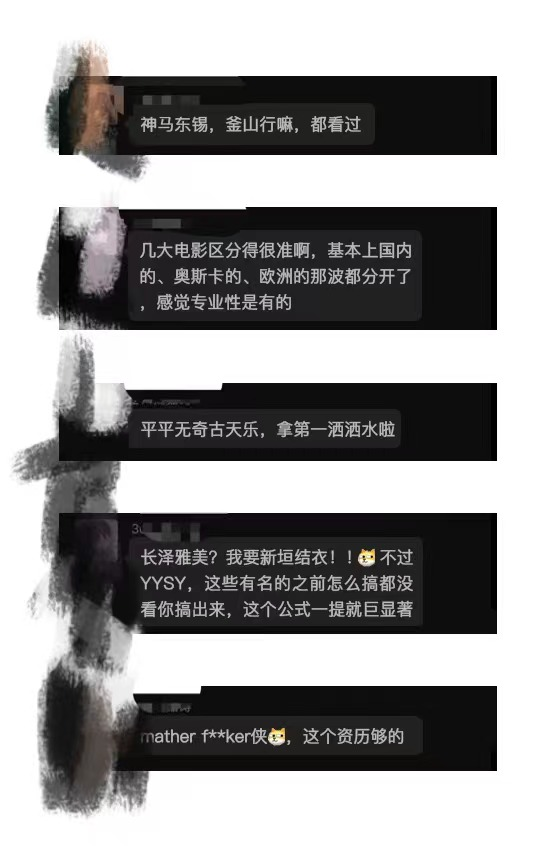 神马东锡，釜山行嘛，都看过
几大电影区分得很准啊，基本上国内
的、奥斯卡的、欧洲的那波都分开了
，感觉专业性是有的
平平无奇古天乐，拿第一洒洒水啦
长泽雅美？我要新垣结衣！！🐶不过
YYSY，这些有名的之前怎么搞都没
看你搞出来，这个公式一提就巨显著
mather f**ker侠🐶，这个资历够的